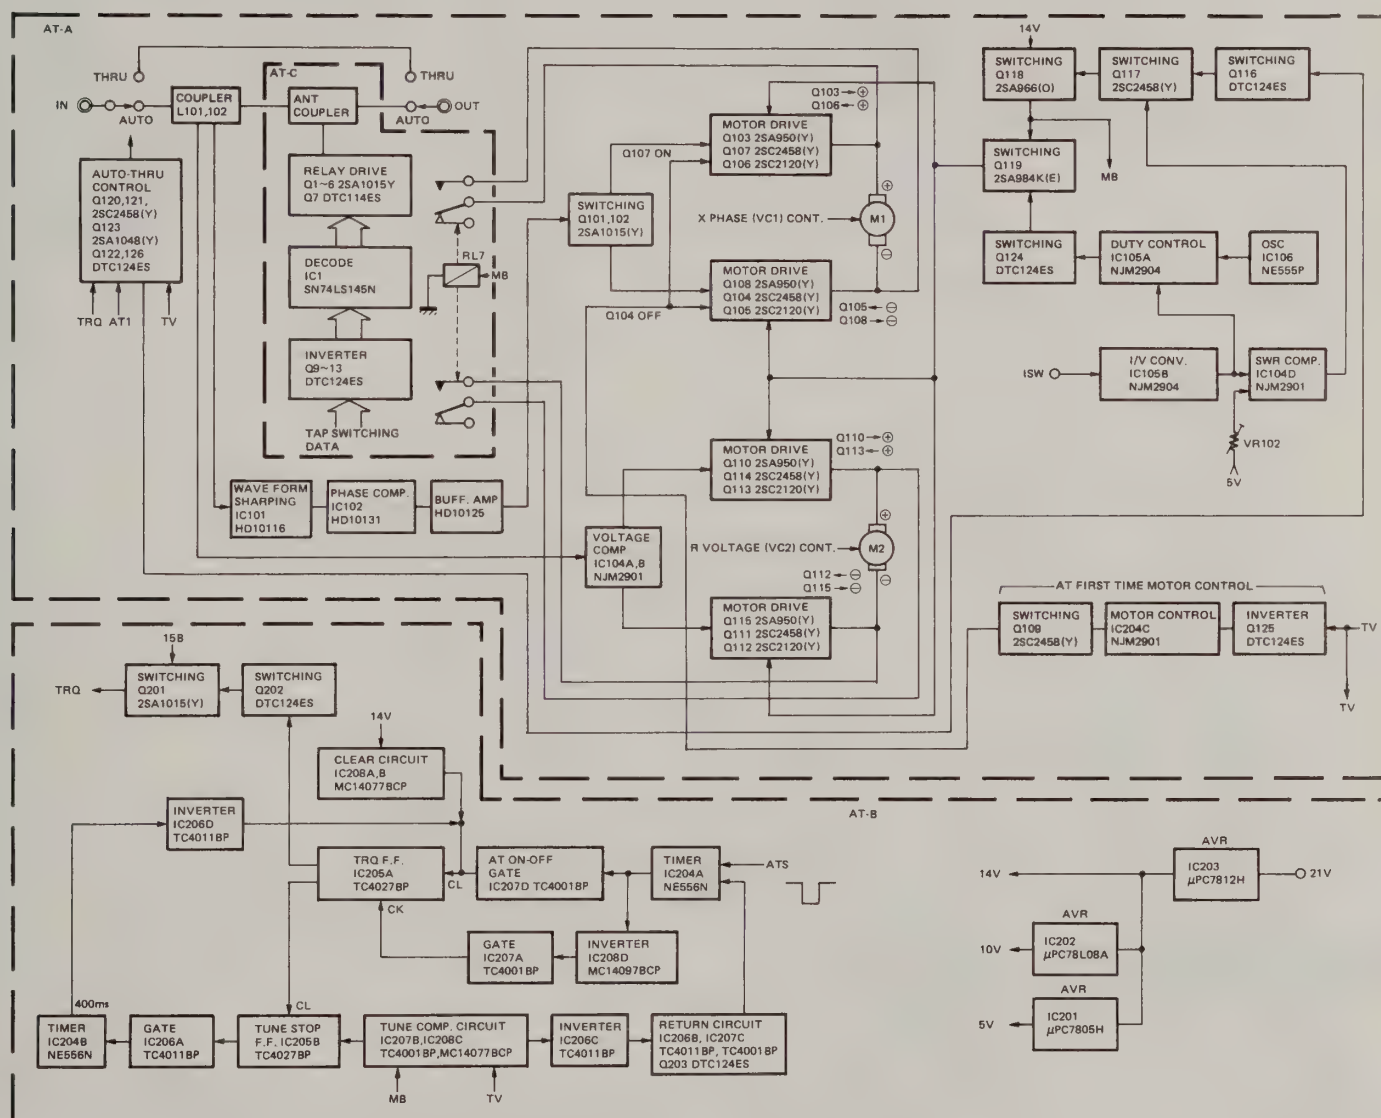 AT-A
THRU
THRU
AT-C
IN
AUTO
COUPLER
L101,102
ANT
COUPLER
AUTO
OUT
AUTO-THRU
CONTROL
Q120,121,
2SC2458(Y)
Q123
2SA1048(Y)
Q122,126
DTC124ES
TRQ
AT1
TV
RELAY DRIVE
Q1~6 2SA1015Y
Q7 DTC114ES
DECODE
IC1
SN74LS145N
INVERTER
Q9~13
DTC124ES
TAP SWITCHING
DATA
RL7
MB
WAVE FORM
SHARPING
IC101
HD10116
PHASE COMP.
IC102
HD10131
BUFF. AMP
HD10125
SWITCHING
Q101,102
2SA1015(Y)
Q107 ON
Q104 OFF
Q103→⊕
Q106←⊕
MOTOR DRIVE
Q103 2SA950(Y)
Q107 2SC2458(Y)
Q106 2SC2120(Y)
X PHASE (VC1) CONT.
⊕
M1
⊖
MOTOR DRIVE
Q108 2SA950(Y)
Q104 2SC2458(Y)
Q105 2SC2120(Y)
Q105←⊖
Q108→⊖
MOTOR DRIVE
Q110 2SA950(Y)
Q114 2SC2458(Y)
Q113 2SC2120(Y)
Q110→⊕
Q113←⊕
VOLTAGE
COMP
IC104A,B
NJM2901
R VOLTAGE (VC2) CONT.
⊕
M2
⊖
Q112←⊖
Q115→⊖
MOTOR DRIVE
Q115 2SA950(Y)
Q111 2SC2458(Y)
Q112 2SC2120(Y)
14V
SWITCHING
Q118
2SA966(O)
SWITCHING
Q117
2SC2458(Y)
SWITCHING
Q116
DTC124ES
SWITCHING
Q119
2SA984K(E)
MB
SWITCHING
Q124
DTC124ES
DUTY CONTROL
IC105A
NJM2904
OSC
IC106
NE555P
ISW
I/V CONV.
IC105B
NJM2904
SWR COMP.
IC104D
NJM2901
VR102
5V
AT FIRST TIME MOTOR CONTROL
SWITCHING
Q109
2SC2458(Y)
MOTOR CONTROL
IC204C
NJM2901
INVERTER
Q125
DTC124ES
TV
TV
15B
TRQ
SWITCHING
Q201
2SA1015(Y)
SWITCHING
Q202
DTC124ES
14V
CLEAR CIRCUIT
IC208A,B
MC14077BCP
AT-B
INVERTER
IC206D
TC4011BP
TRQ F.F.
IC205A
TC4027BP
CL
CK
AT ON-OFF
GATE
IC207D TC4001BP
TIMER
IC204A
NE556N
ATS
GATE
IC207A
TC4001BP
INVERTER
IC208D
MC14097BCP
400ms
CL
TIMER
IC204B
NE556N
GATE
IC206A
TC4011BP
TUNE STOP
F.F. IC205B
TC4027BP
TUNE COMP. CIRCUIT
IC207B,IC208C
TC4001BP,MC14077BCP
MB
TV
INVERTER
IC206C
TC4011BP
RETURN CIRCUIT
IC206B, IC207C
TC4011BP, TC4001BP
Q203 DTC124ES
AVR
IC203
μPC7812H
21V
14V
AVR
IC202
μPC78L08A
10V
AVR
IC201
μPC7805H
5V